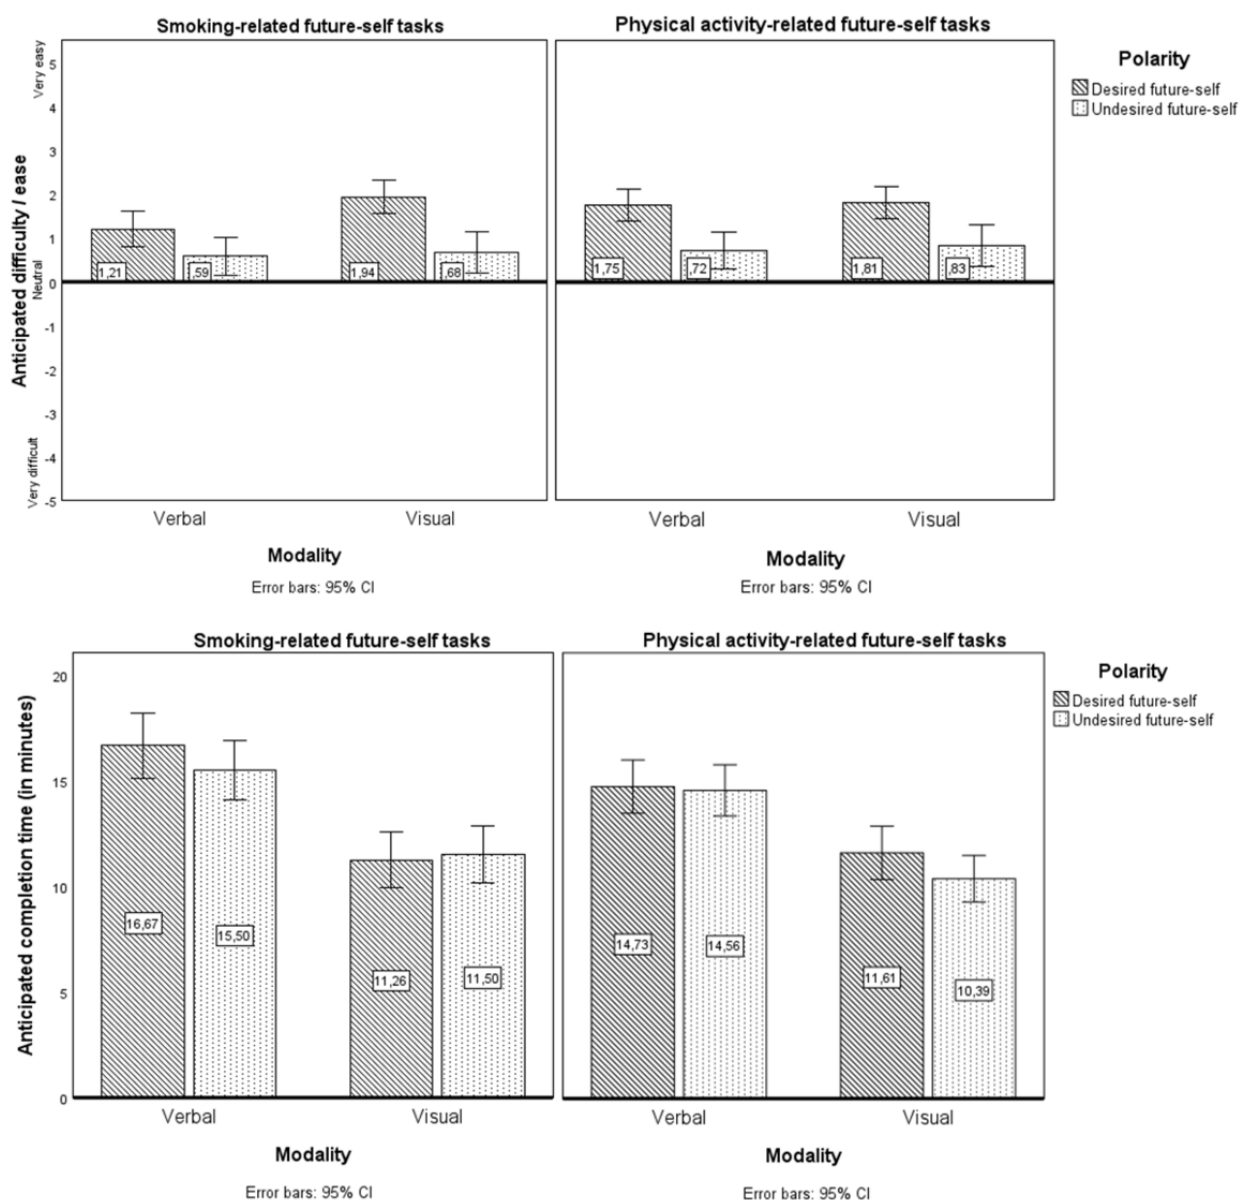 Smoking-related future-self tasks
Physical activity-related future-self tasks
Polarity
Desired future-self
Undesired future-self
Anticipated difficulty / ease
Very easy
Neutral
Very difficult
5
4
3
2
1
0
-1
-2
-3
-4
-5
1,21
,59
1,94
,68
1,75
,72
1,81
,83
Verbal
Visual
Verbal
Visual
Modality
Modality
Error bars: 95% CI
Error bars: 95% CI
Smoking-related future-self tasks
Physical activity-related future-self tasks
Polarity
Desired future-self
Undesired future-self
Anticipated completion time (in minutes)
20
15
10
5
0
16,67
15,50
11,26
11,50
14,73
14,56
11,61
10,39
Verbal
Visual
Verbal
Visual
Modality
Modality
Error bars: 95% CI
Error bars: 95% CI